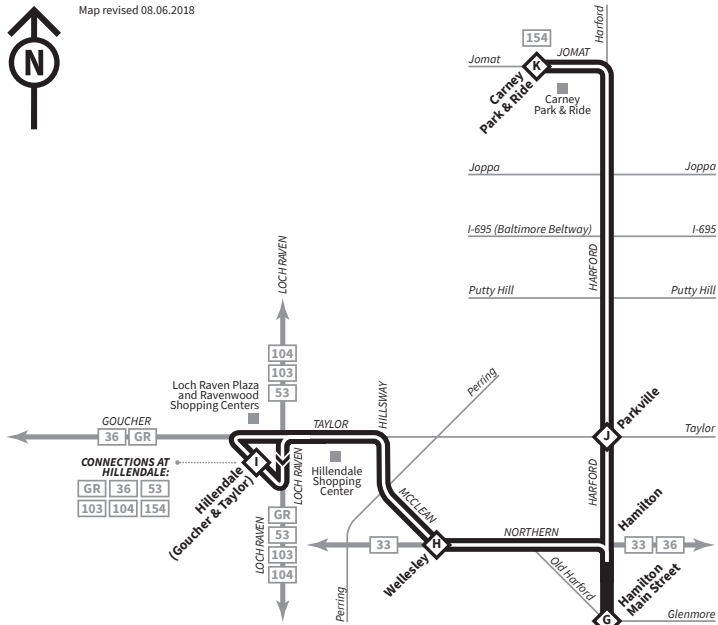 Map revised 08.06.2018
N
Harford
154
JOMAT
Jomat
K
Carney
Park & Ride
Carney
Park & Ride
Joppa
Joppa
I-695 (Baltimore Beltway)
I-695
HARFORD
Putty Hill
Putty Hill
LOCH RAVEN
104
103
53
Loch Raven Plaza
and Ravenwood
Shopping Centers
Perring
HILLSWAY
GOUCHER
36
GR
TAYLOR
J
Parkville
Taylor
CONNECTIONS AT
HILLENDALE:
GR
36
53
103
104
154
I
Hillendale
(Goucher & Taylor)
LOCH RAVEN
Hillendale
Shopping
Center
HARFORD
MCCLEAN
GR
53
103
104
LOCH RAVEN
33
H
Wellesley
NORTHERN
Hamilton
33
36
Perring
Old Harford
Hamilton
Main Street
G
Glenmore